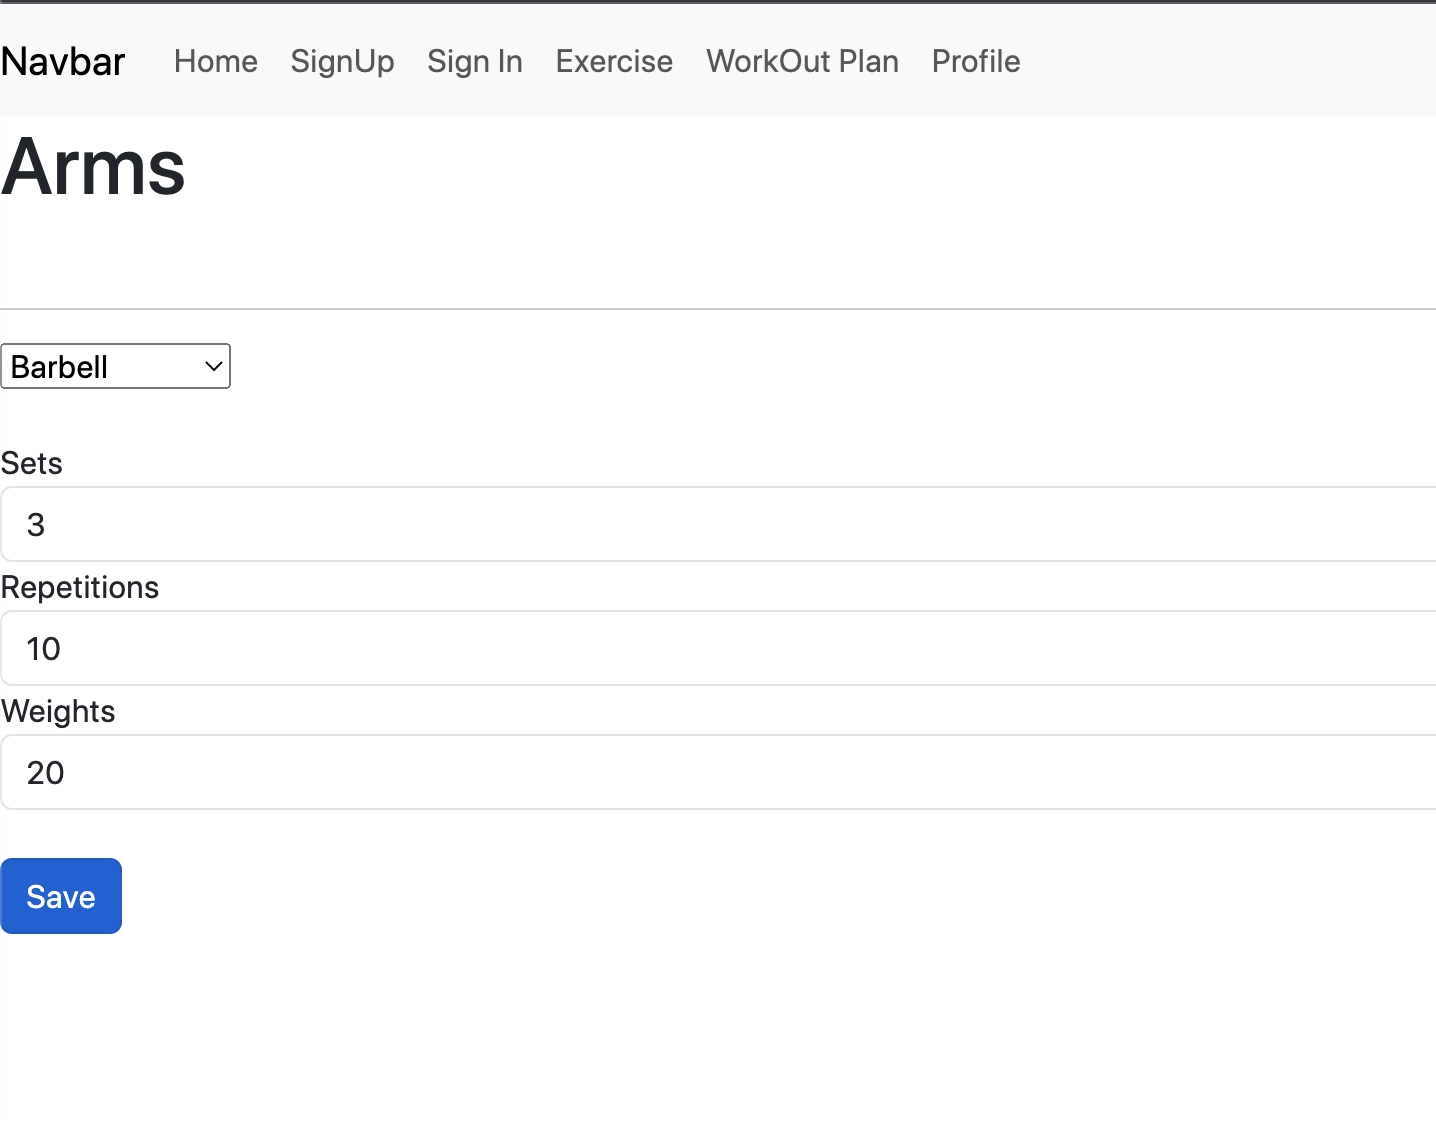 Navbar Home SignUp Sign In Exercise WorkOut Plan Profile
Arms
Barbell
Sets
3
Repetitions
10
Weights
20
Save